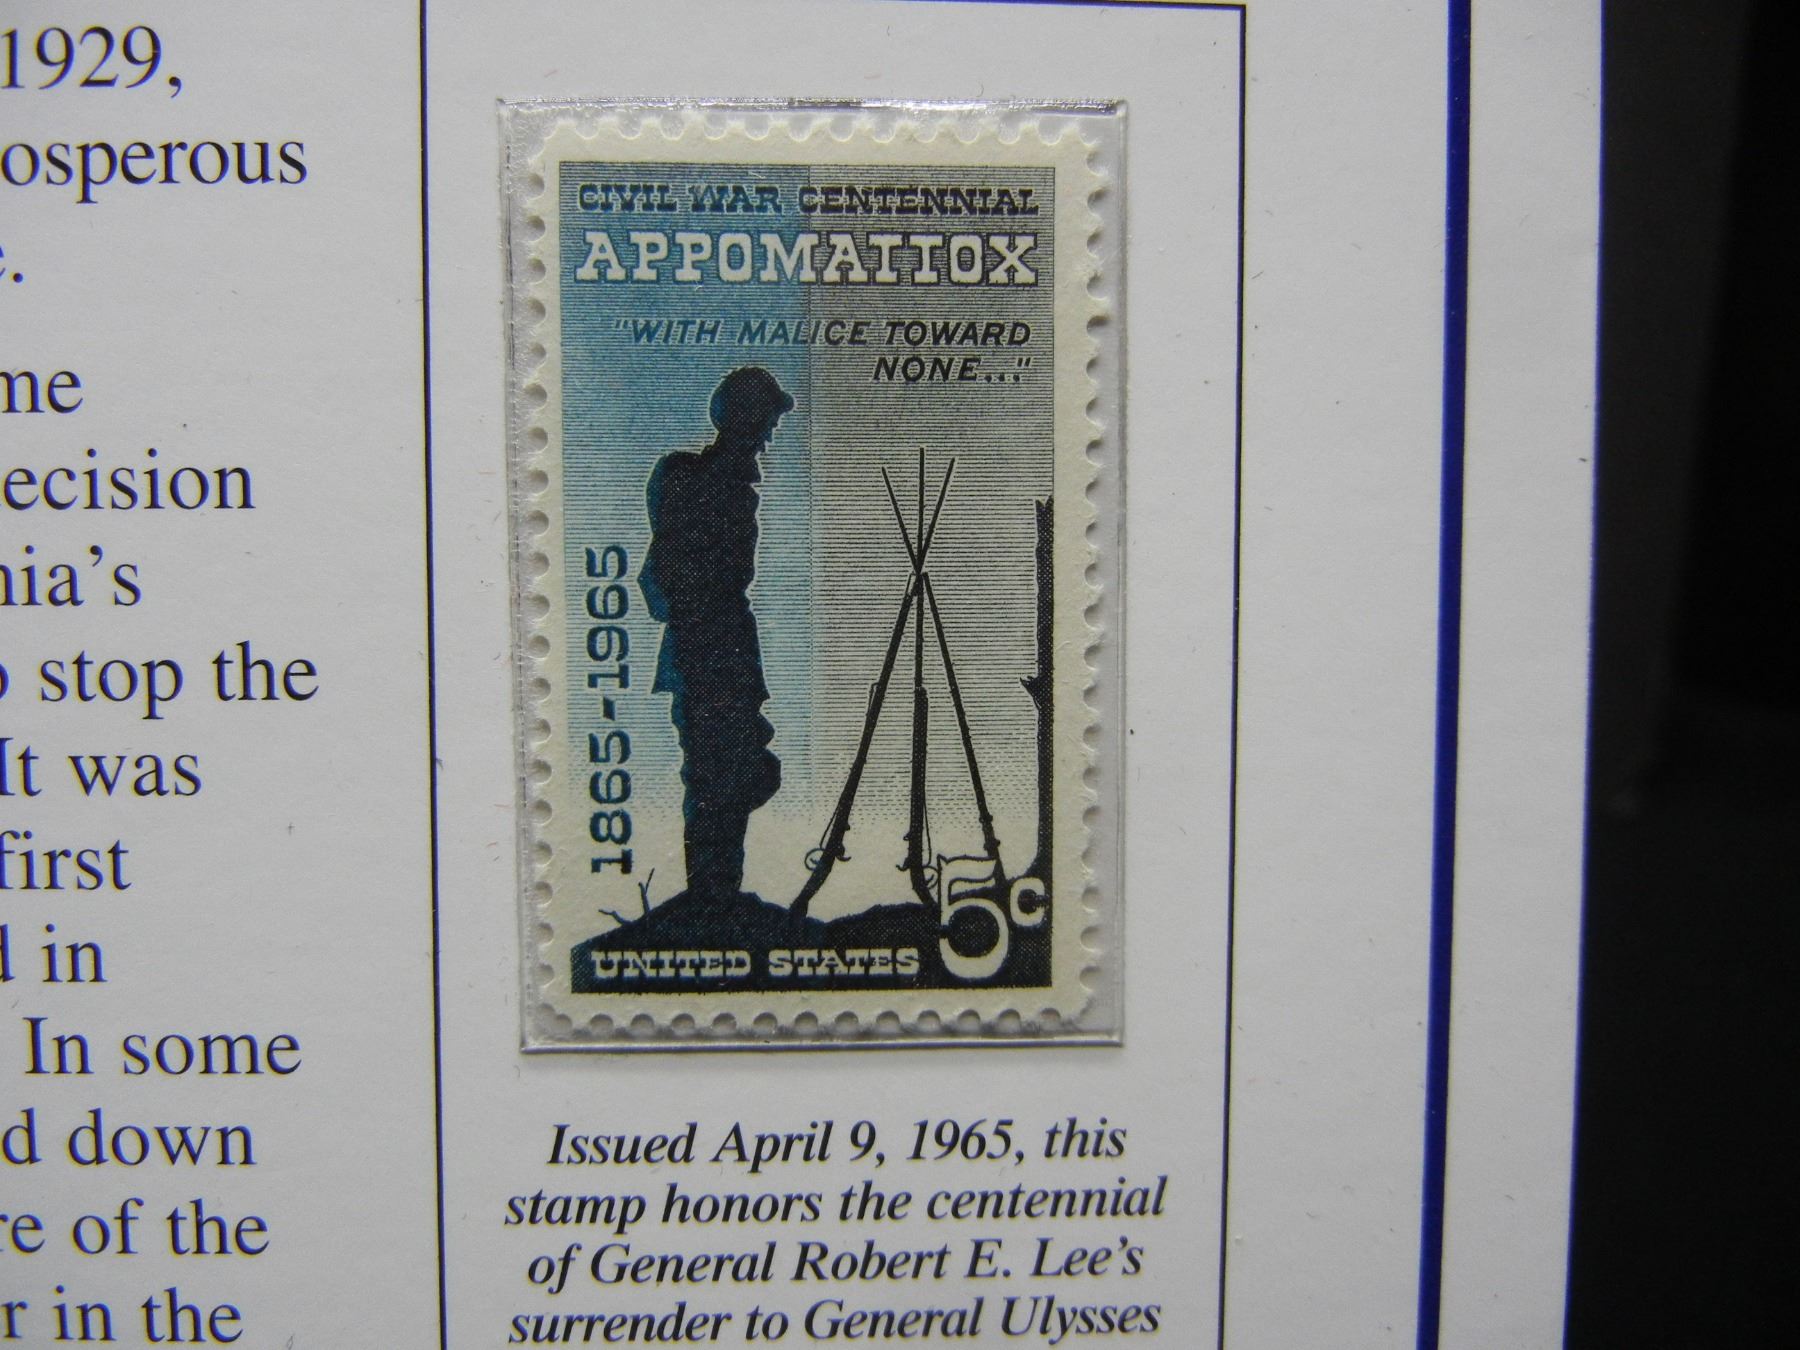 1929,
osperous
.
me
ecision
nia's
stop the
It was
first
in
In some
d down
re of the
r in the
CIVIL WAR CENTENNIAL
APPOMATTOX
"WITH MALICE TOWARD
NONE..."
1865-1965
5c
UNITED STATES
Issued April 9, 1965, this
stamp honors the centennial
of General Robert E. Lee's
surrender to General Ulysses